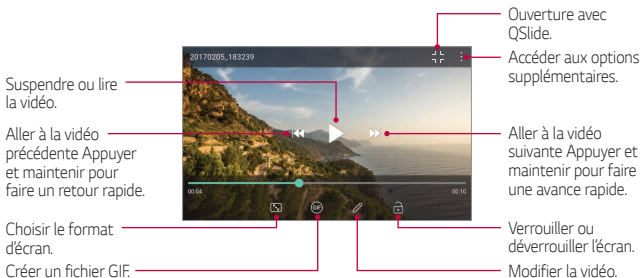 Ouverture avec
QSlide.
20170205_183239
Accéder aux options
supplémentaires.
Suspendre ou lire
la vidéo.
Aller à la vidéo
précédente Appuyer
et maintenir pour
faire un retour rapide.
Aller à la vidéo
suivante Appuyer et
maintenir pour faire
une avance rapide.
00:04
00:10
GIF
Choisir le format
d'écran.
Verrouiller ou
déverrouiller l'écran.
Créer un fichier GIF.
Modifier la vidéo.